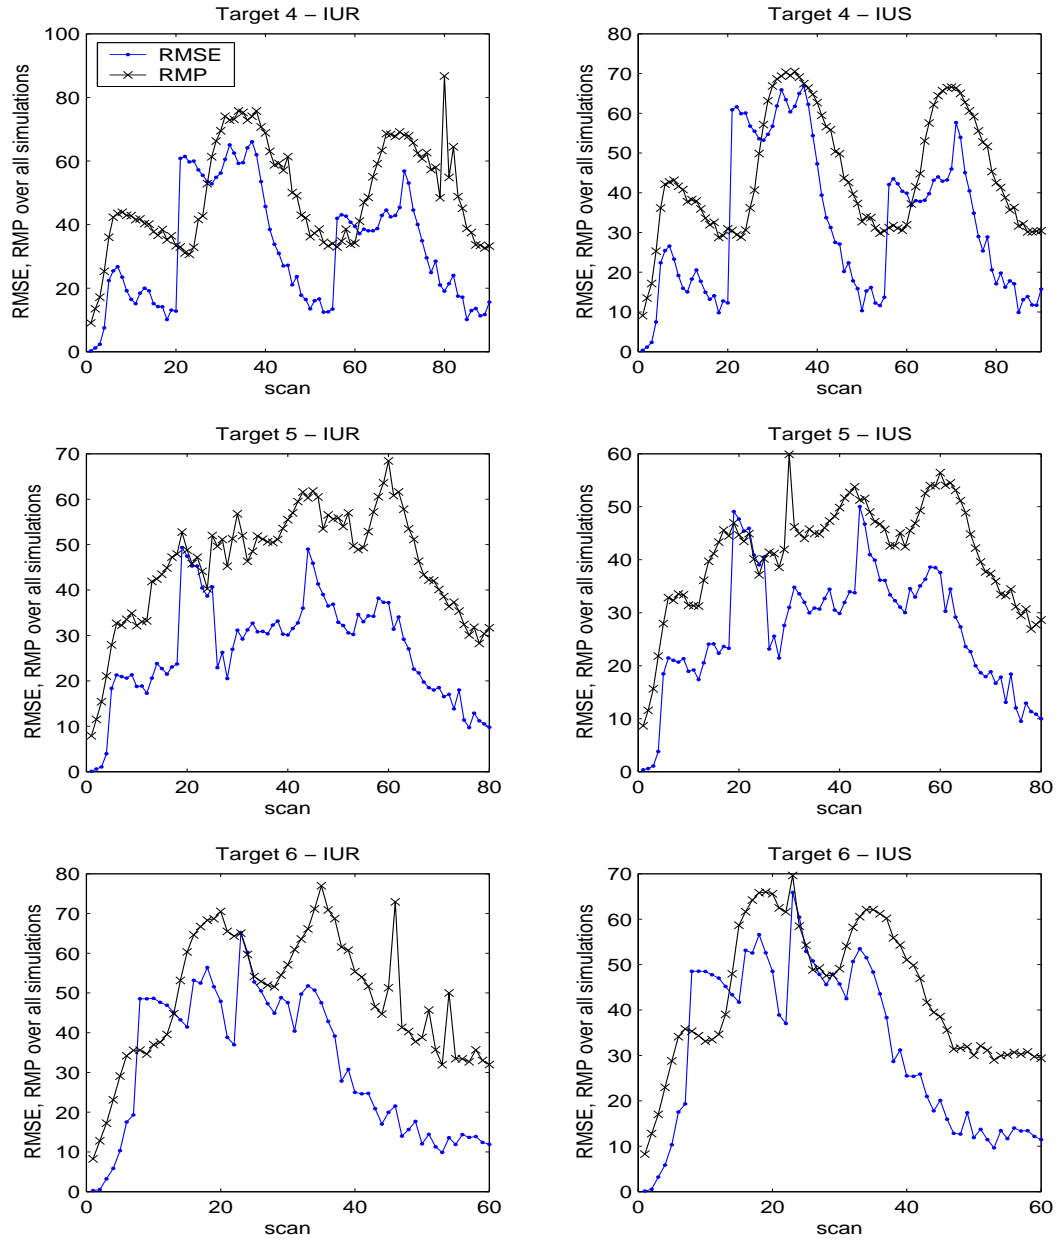 Target 4 – IUR
RMSE, RMP over all simulations
100
80
60
40
20
0
RMSE
RMP
0 20 40 60 80
scan
Target 4 – IUS
RMSE, RMP over all simulations
80
70
60
50
40
30
20
10
0
0 20 40 60 80
scan
Target 5 – IUR
RMSE, RMP over all simulations
70
60
50
40
30
20
10
0
0 20 40 60 80
scan
Target 5 – IUS
RMSE, RMP over all simulations
60
50
40
30
20
10
0
0 20 40 60 80
scan
Target 6 – IUR
RMSE, RMP over all simulations
80
70
60
50
40
30
20
10
0
0 20 40 60
scan
Target 6 – IUS
RMSE, RMP over all simulations
70
60
50
40
30
20
10
0
0 20 40 60
scan